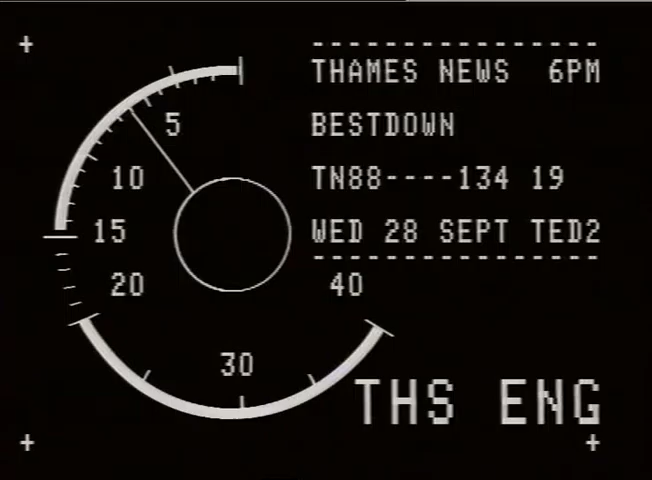 THAMES NEWS 6PM
BESTDOWN
TN88----134 19
WED 28 SEPT TED2
5
10
15
20
30
40
THS ENG